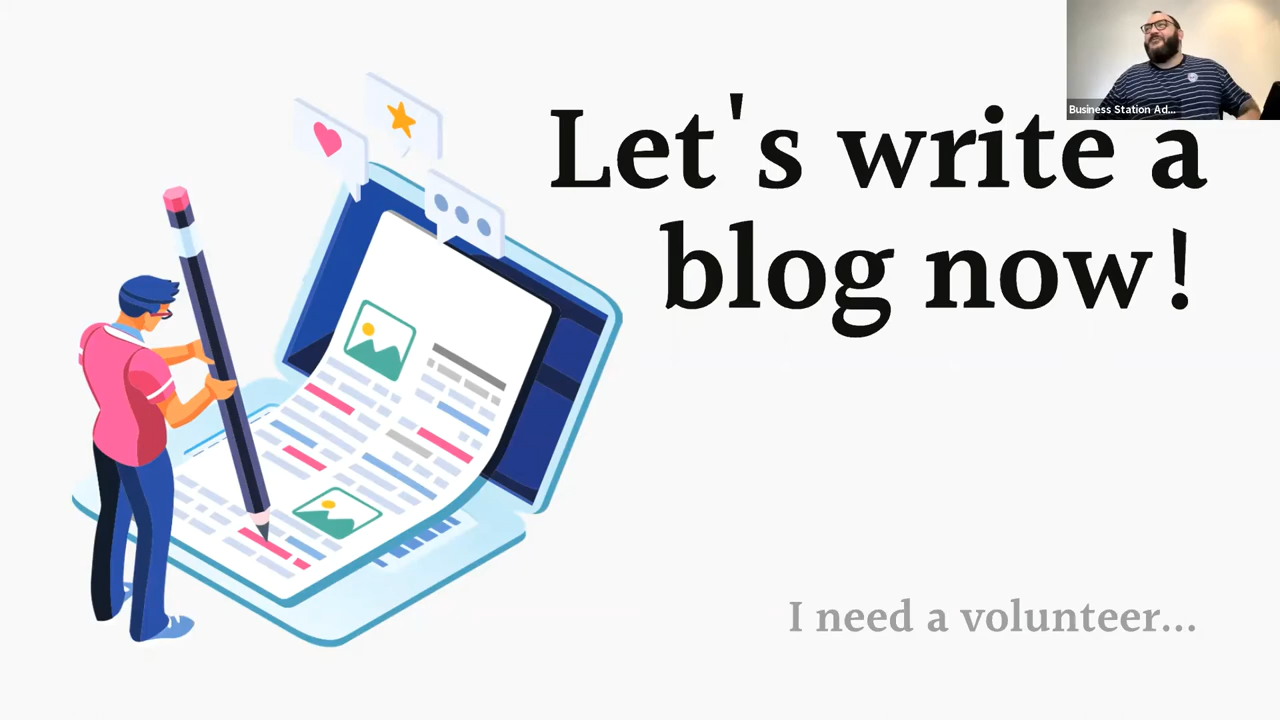 Business Station Ad...
Let's write a
blog now!
I need a volunteer...